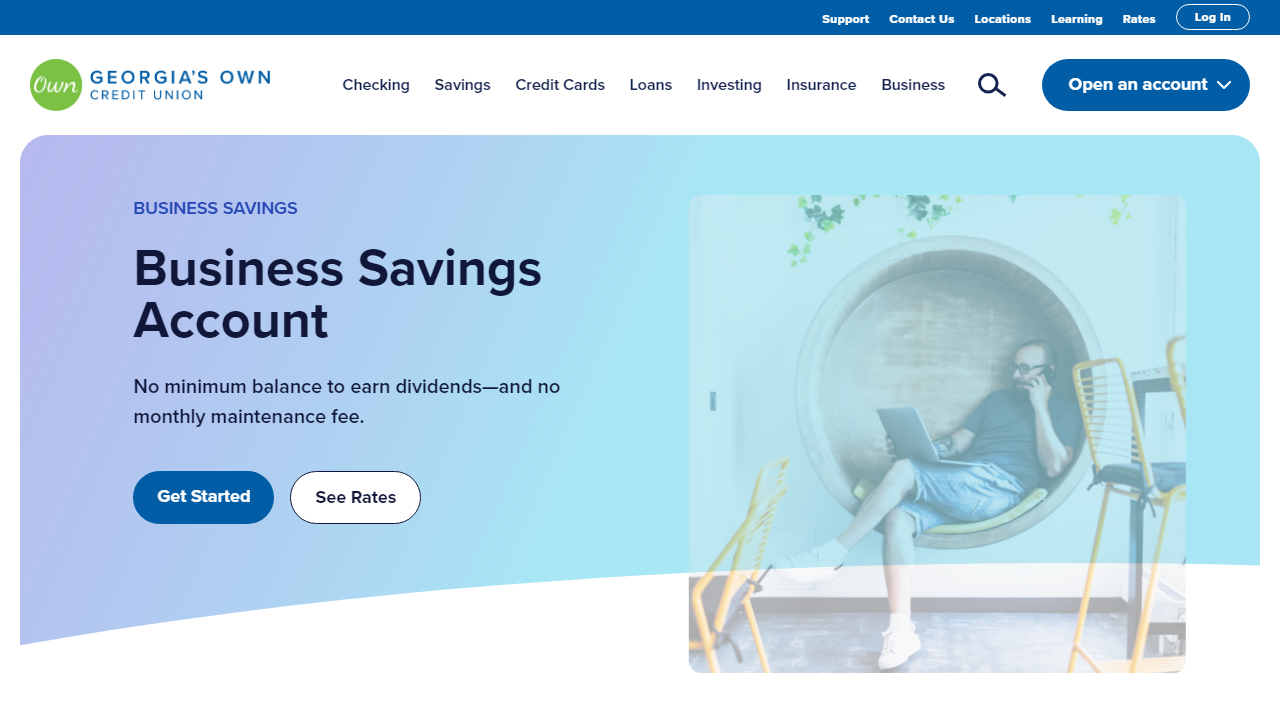 Support Contact Us Locations Learning Rates Log In
Own GEORGIA'S OWN
CREDIT UNION
Checking Savings Credit Cards Loans Investing Insurance Business Open an account
BUSINESS SAVINGS
Business Savings
Account
No minimum balance to earn dividends—and no
monthly maintenance fee.
Get Started See Rates